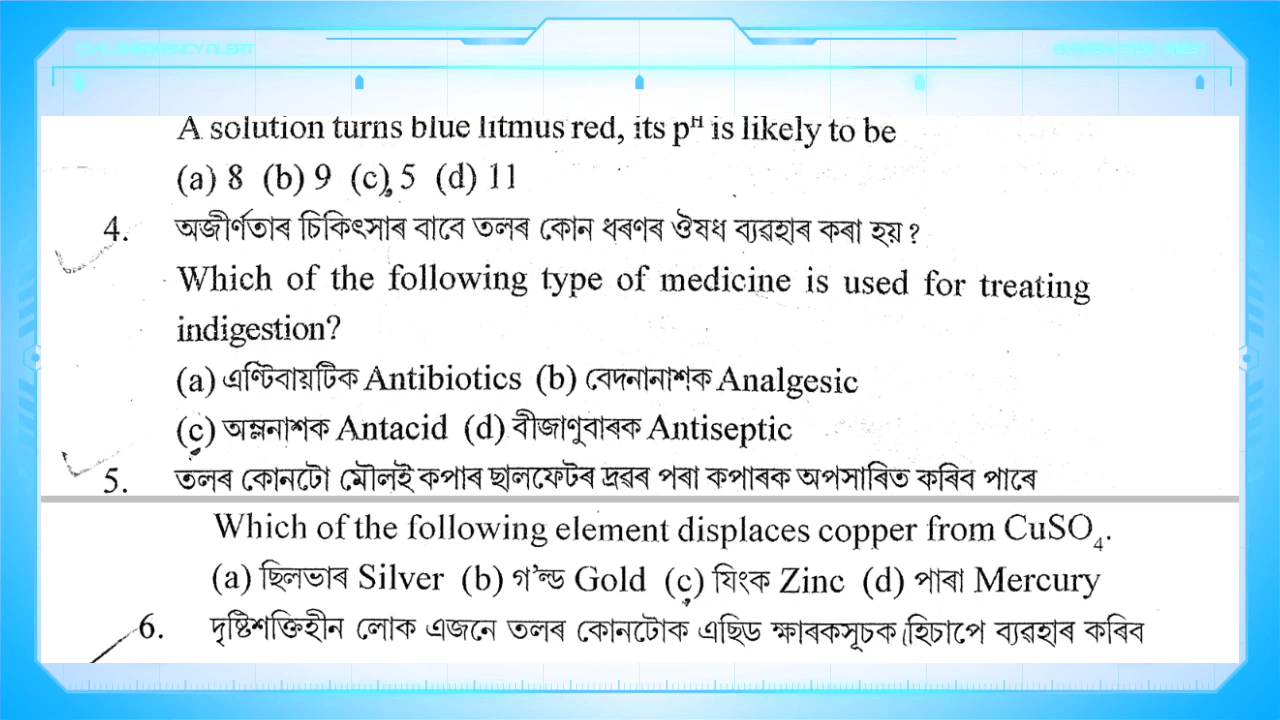 A solution turns blue litmus red, its pᴴ is likely to be
(a) 8 (b) 9 (c) 5 (d) 11
4. অজীৰ্ণতাৰ চিকিৎসাৰ বাবে তলৰ কোন ধৰণৰ ঔষধ ব্যৱহাৰ কৰা হয় ?
Which of the following type of medicine is used for treating
indigestion?
(a) এণ্টিবায়টিক Antibiotics (b) বেদনানাশক Analgesic
(c) অম্লনাশক Antacid (d) বীজাণুবাৰক Antiseptic
5. তলৰ কোনটো মৌলই কপাৰ ছালফেটৰ দ্ৰৱৰ পৰা কপাৰক অপসাৰিত কৰিব পাৰে
Which of the following element displaces copper from CuSO₄.
(a) ছিলভাৰ Silver (b) গ'ল্ড Gold (c) যিংক Zinc (d) পাৰা Mercury
6. দৃষ্টিশক্তিহীন লোক এজনে তলৰ কোনটোক এছিড ক্ষাৰকসূচক হিচাপে ব্যৱহাৰ কৰিব